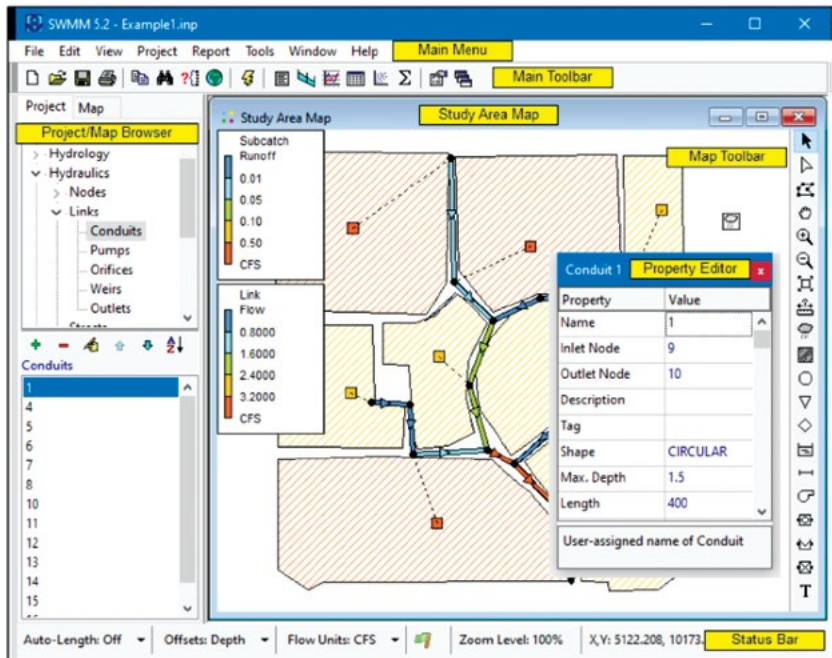 SWMM 5.2 - Example1.inp
File Edit View Project Report Tools Window Help Main Menu
Main Toolbar
Project Map
Project/Map Browser
Hydrology
Hydraulics
Nodes
Links
Conduits
Pumps
Orifices
Weirs
Outlets
Streets
Conduits
1
4
5
6
7
8
10
11
12
13
14
15
Study Area Map Study Area Map
Map Toolbar
Subcatch
Runoff
0.01
0.05
0.10
0.50
CFS
Link
Flow
0.8000
1.6000
2.4000
3.2000
CFS
Conduit 1 Property Editor
Property Value
Name 1
Inlet Node 9
Outlet Node 10
Description
Tag
Shape CIRCULAR
Max. Depth 1.5
Length 400
User-assigned name of Conduit
T
Auto-Length: Off Offsets: Depth Flow Units: CFS Zoom Level: 100% X,Y: 5122.208, 10173. Status Bar